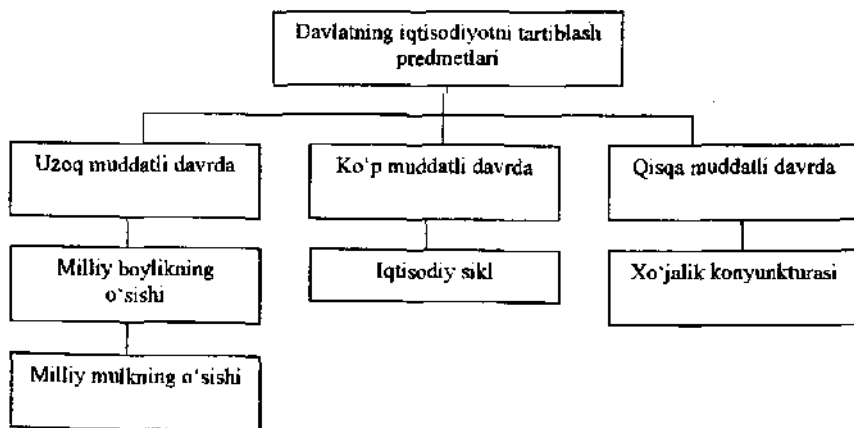 Davlatning iqtisodiyotni tartiblash
predmetlari
Uzoq muddatli davrda
Ko‘p muddatli davrda
Qisqa muddatli davrda
Milliy boylikning
o‘sishi
Iqtisodiy sikl
Xo‘jalik konyunkturasi
Milliy mulkning o‘sishi